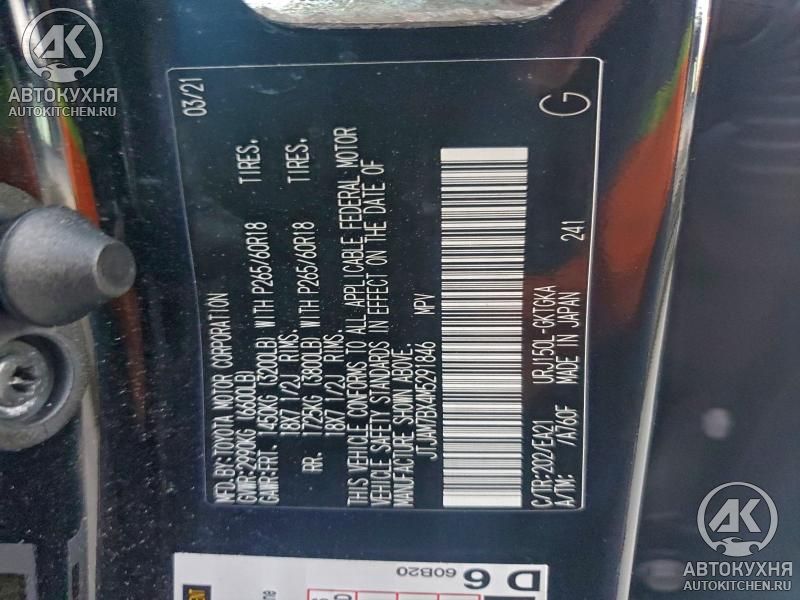 АК
АВТОКУХНЯ
AUTOKITCHEN.RU
MFD.BY:TOYOTA MOTOR CORPORATION 03/21
GVWR:2990KG (6600LB)
GAWR:FRT. 1450KG (3200LB) WITH P265/60R18 TIRES.
18X7 1/2J RIMS.
RR. 1725KG (3800LB) WITH P265/60R18 TIRES.
18X7 1/2J RIMS.
THIS VEHICLE CONFORMS TO ALL APPLICABLE FEDERAL MOTOR
VEHICLE SAFETY STANDARDS IN EFFECT ON THE DATE OF
MANUFACTURE SHOWN ABOVE.
JTJAM7BX4M5291846 MPV
C/TR:202/EA21 URJ150L-GKTGKA 241 G
A/TM: /A760F MADE IN JAPAN
D 6
60B20
АК
АВТОКУХНЯ
AUTOKITCHEN.RU